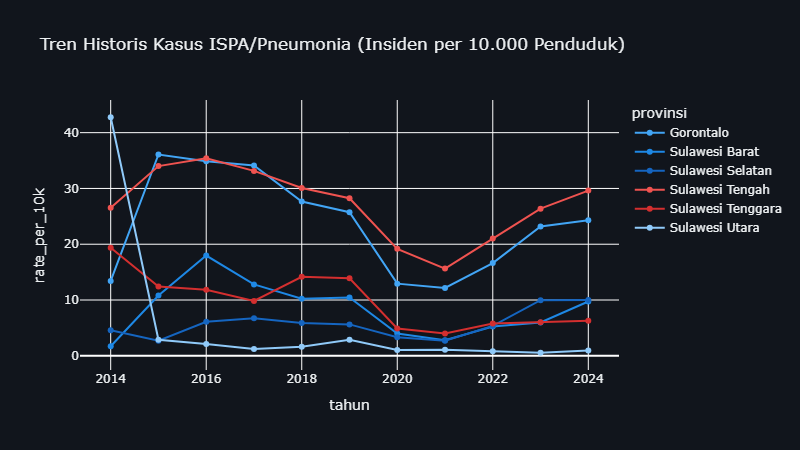 Tren Historis Kasus ISPA/Pneumonia (Insiden per 10.000 Penduduk)
provinsi
Gorontalo
Sulawesi Barat
Sulawesi Selatan
Sulawesi Tengah
Sulawesi Tenggara
Sulawesi Utara
rate_per_10k
40
30
20
10
0
2014 2016 2018 2020 2022 2024
tahun